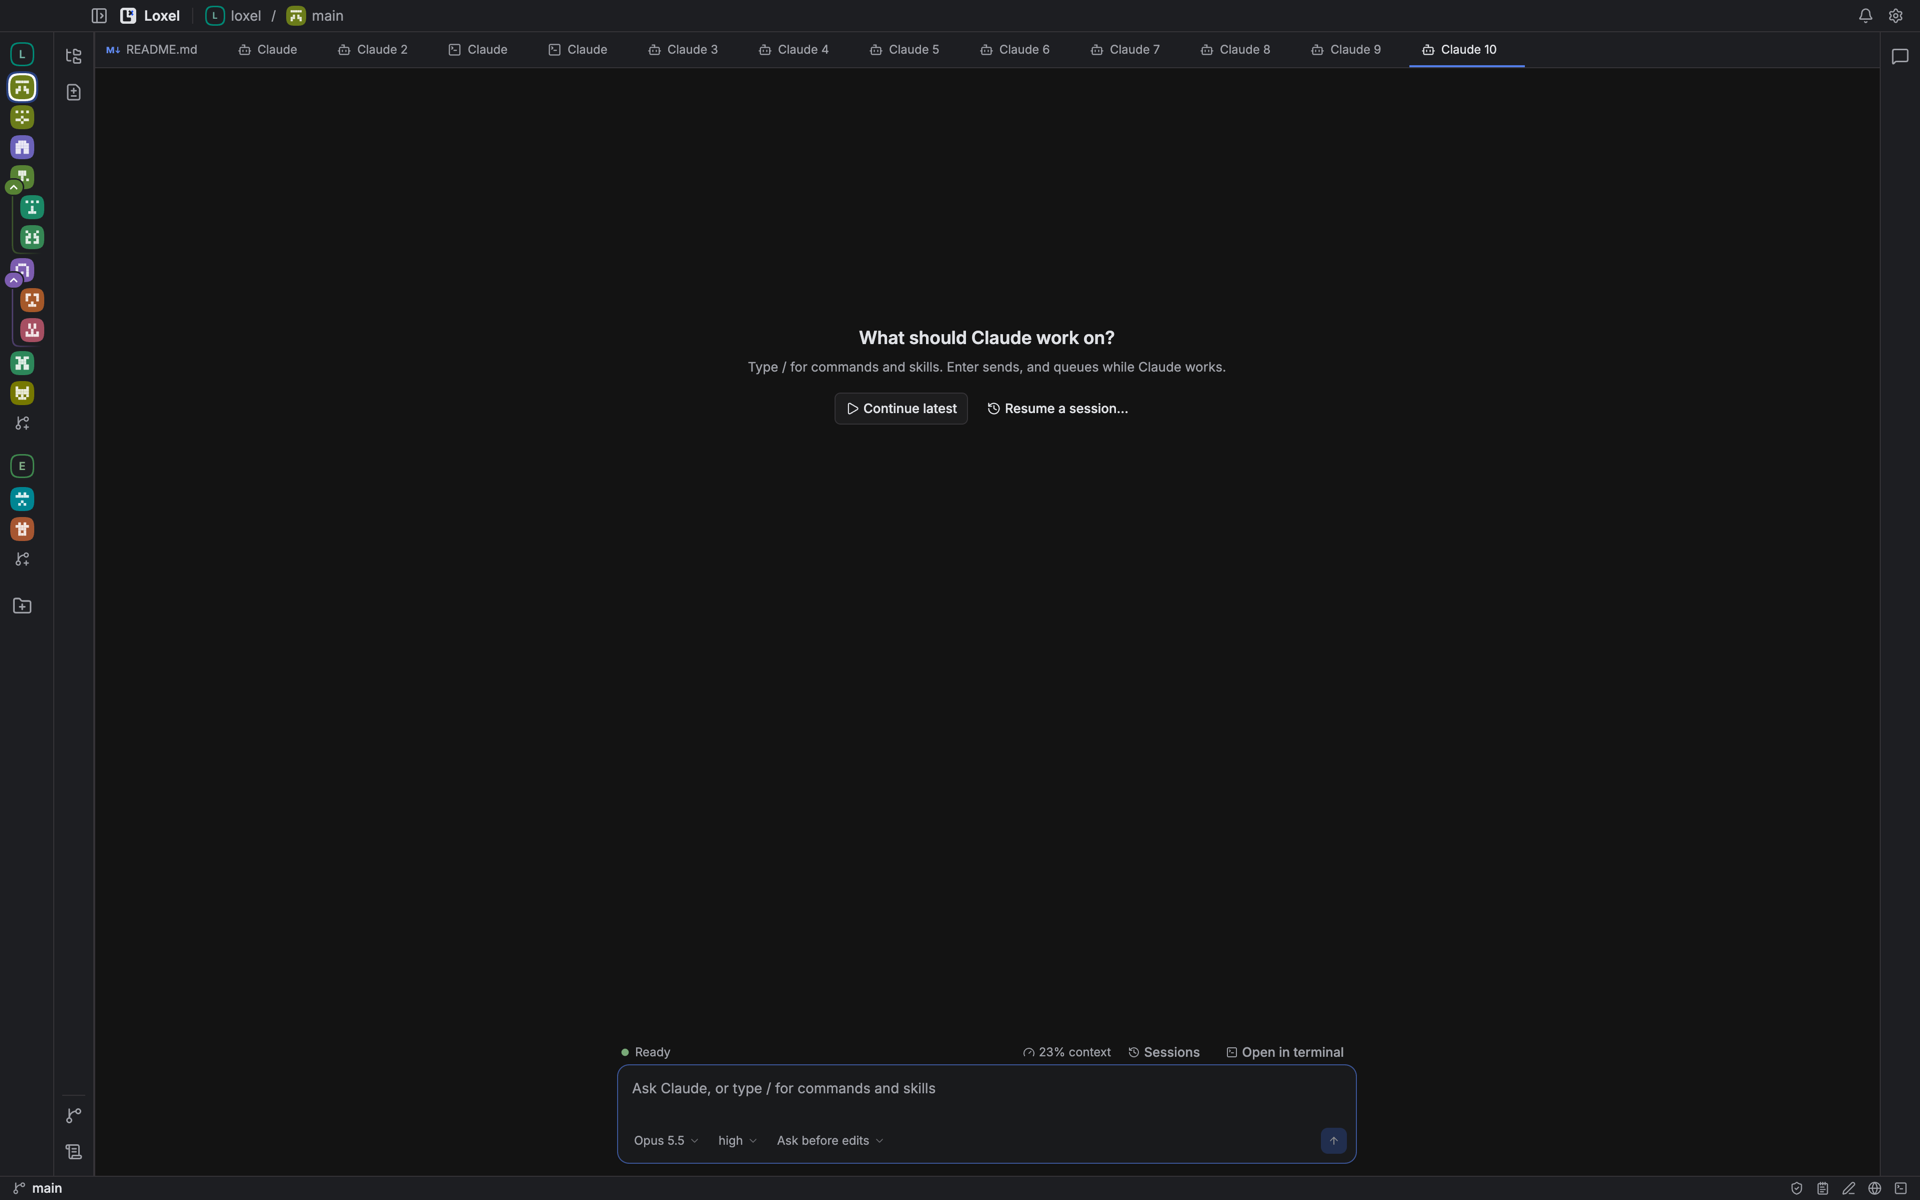 Loxel L loxel / main
L
M↓ README.md Claude Claude 2 Claude Claude Claude 3 Claude 4 Claude 5 Claude 6 Claude 7 Claude 8 Claude 9 Claude 10
What should Claude work on?
Type / for commands and skills. Enter sends, and queues while Claude works.
Continue latest Resume a session...
E
Ready 23% context Sessions Open in terminal
Ask Claude, or type / for commands and skills
Opus 5.5 high Ask before edits
main